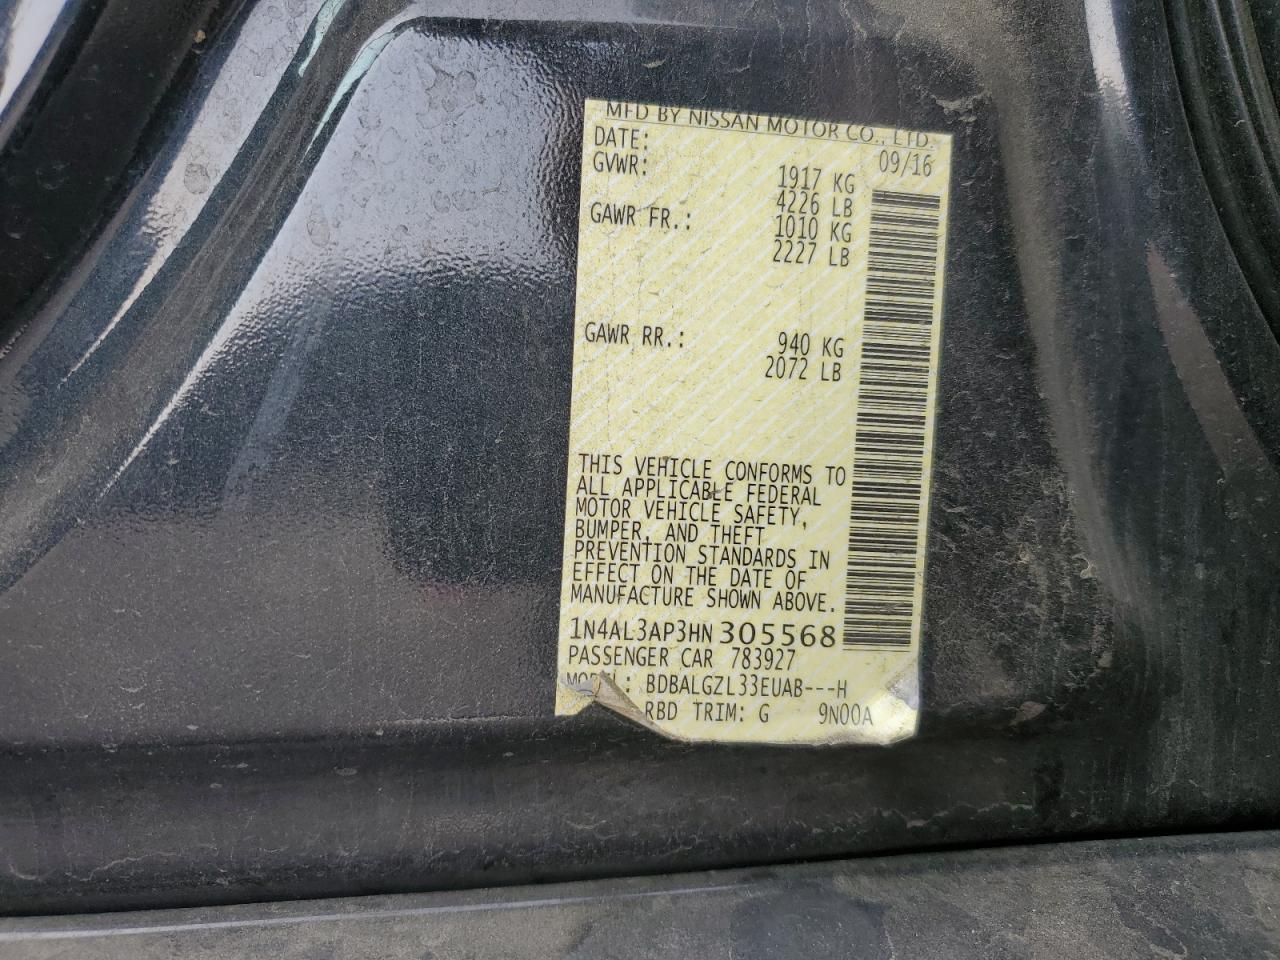 MFD BY NISSAN MOTOR CO., LTD.
DATE: 09/16
GVWR: 1917 KG
4226 LB
GAWR FR.: 1010 KG
2227 LB
GAWR RR.: 940 KG
2072 LB
THIS VEHICLE CONFORMS TO
ALL APPLICABLE FEDERAL
MOTOR VEHICLE SAFETY,
BUMPER, AND THEFT
PREVENTION STANDARDS IN
EFFECT ON THE DATE OF
MANUFACTURE SHOWN ABOVE.
1N4AL3AP3HN305568
PASSENGER CAR 783927
BDBALGZL33EUAB---H
RBD TRIM: G 9N00A